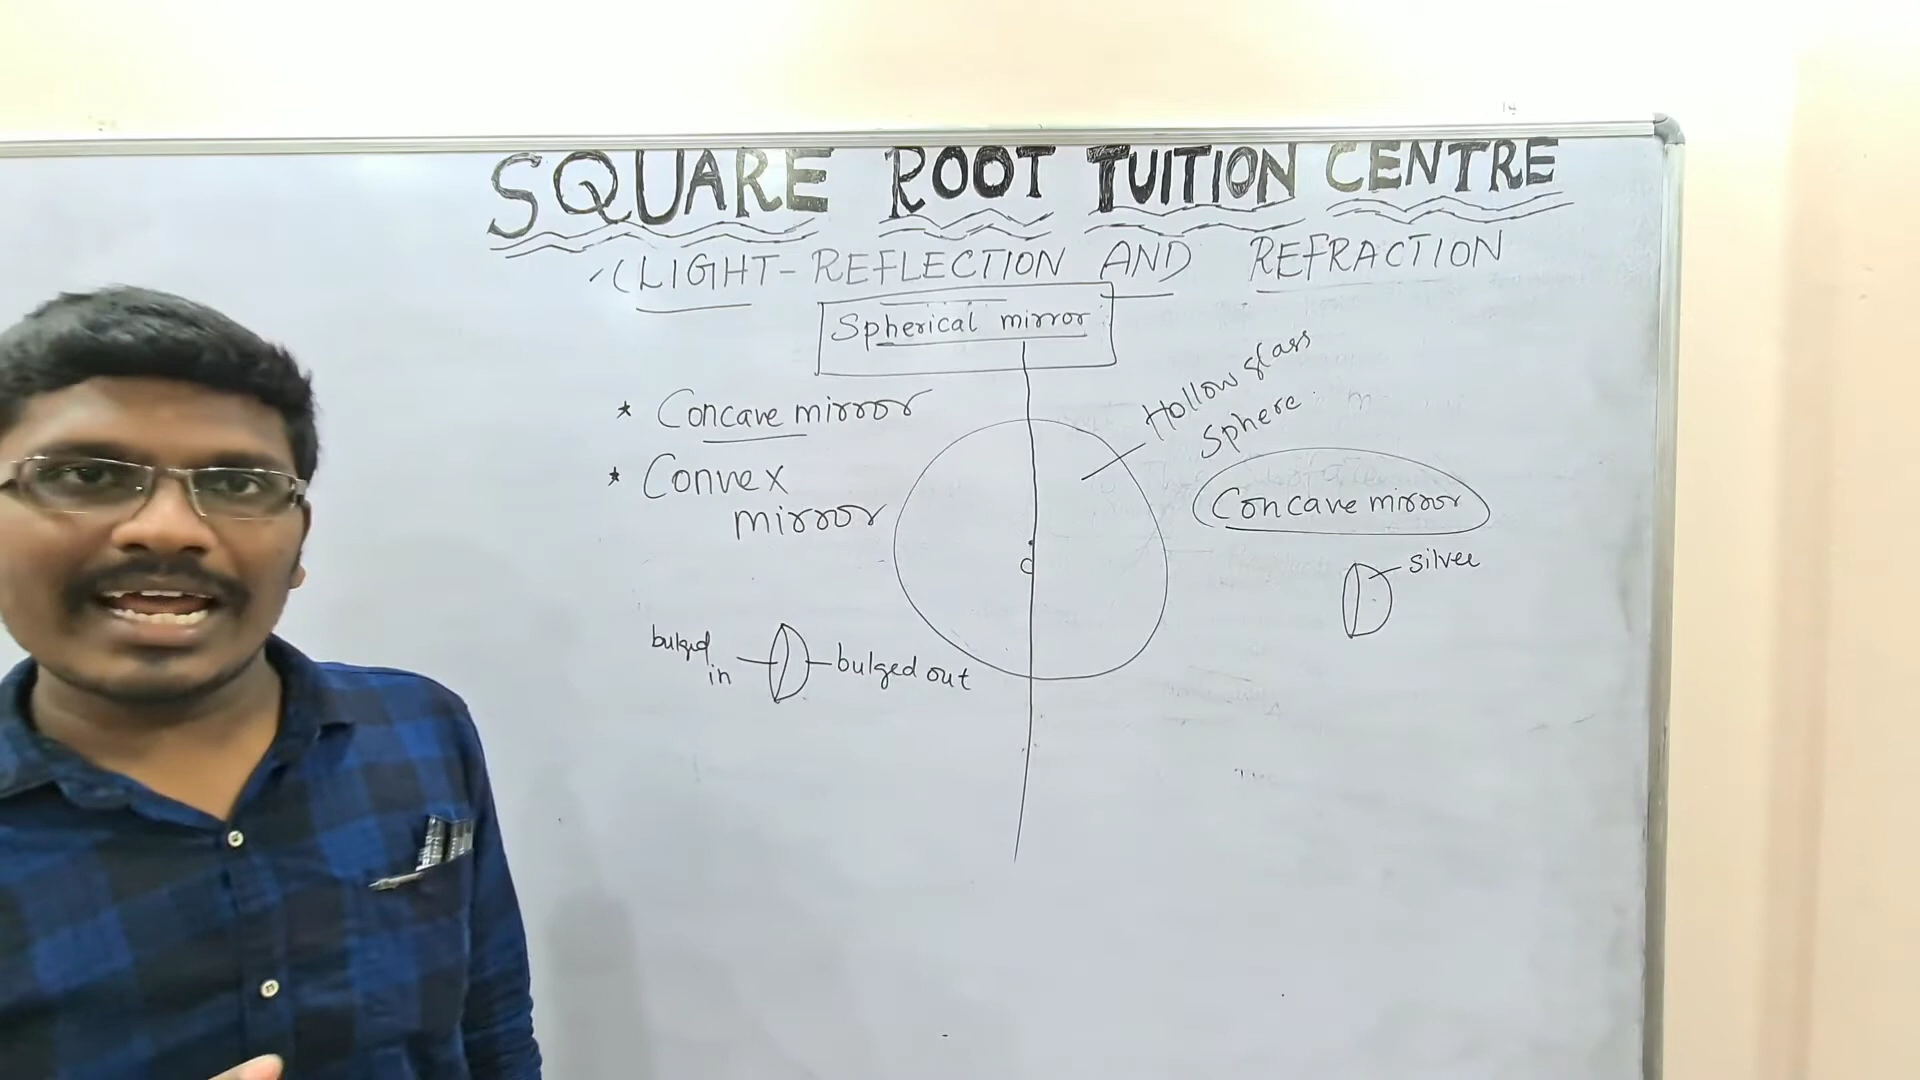 SQUARE ROOT TUITION CENTRE
LIGHT-REFLECTION AND REFRACTION
Spherical mirror
* Concave mirror
* Convex
mirror
Hollow glass
Sphere
Concave mirror
silver
C
bulged
in
bulged out